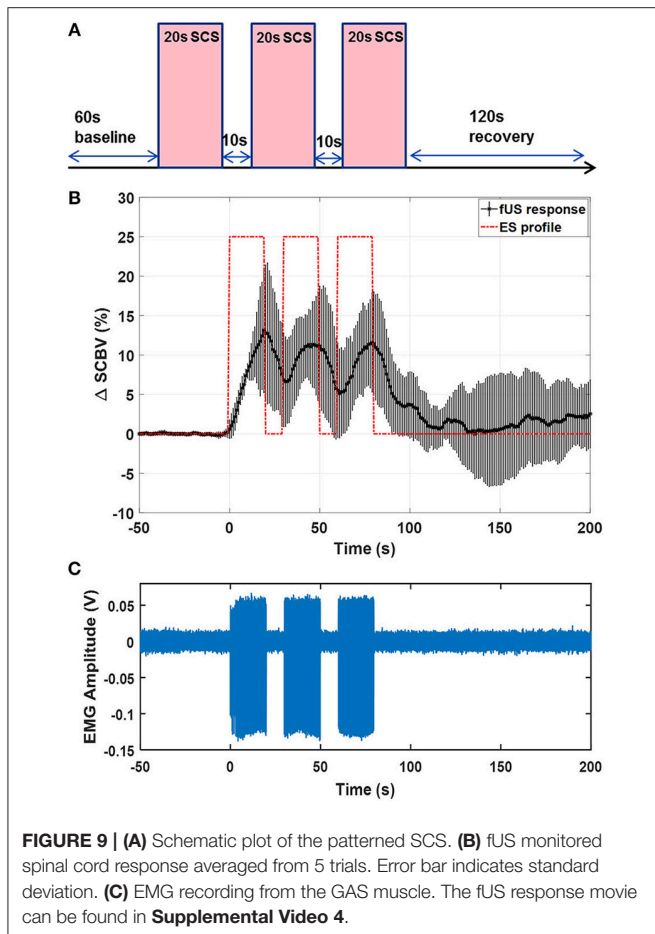 A
20s SCS 20s SCS 20s SCS
60s
baseline
10s
10s
120s
recovery
B
fUS response
ES profile
30
25
20
15
10
5
0
-5
-10
Δ SCBV (%)
-50 0 50 100 150 200
Time (s)
C
0.05
0
-0.05
-0.1
-0.15
EMG Amplitude (V)
-50 0 50 100 150 200
Time (s)
FIGURE 9 | (A) Schematic plot of the patterned SCS. (B) fUS monitored
spinal cord response averaged from 5 trials. Error bar indicates standard
deviation. (C) EMG recording from the GAS muscle. The fUS response movie
can be found in Supplemental Video 4.